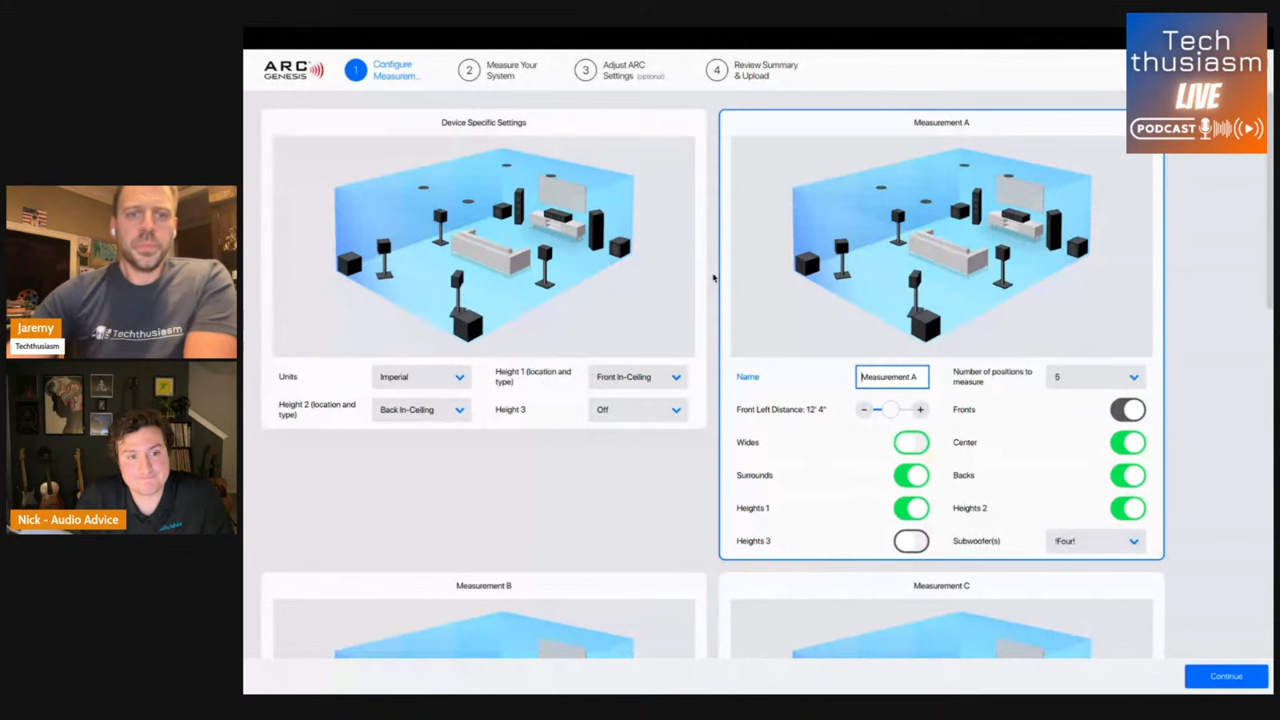 ARC
GENESIS
1
Configure
Measurem...
2
Measure Your
System
3
Adjust ARC
Settings (optional)
4
Review Summary
& Upload
Tech
thusiasm
LIVE
PODCAST
Device Specific Settings
Units
Imperial
Height 1 (location and
type)
Front In-Ceiling
Height 2 (location and
type)
Back In-Ceiling
Height 3
Off
Measurement A
Name
Measurement A
Number of positions to
measure
5
Front Left Distance: 12' 4"
- +
Fronts
Wides
Center
Surrounds
Backs
Heights 1
Heights 2
Heights 3
Subwoofer(s)
!Four!
Measurement B
Measurement C
Continue
Techthusiasm
Jaremy
Techthusiasm
Nick - Audio Advice